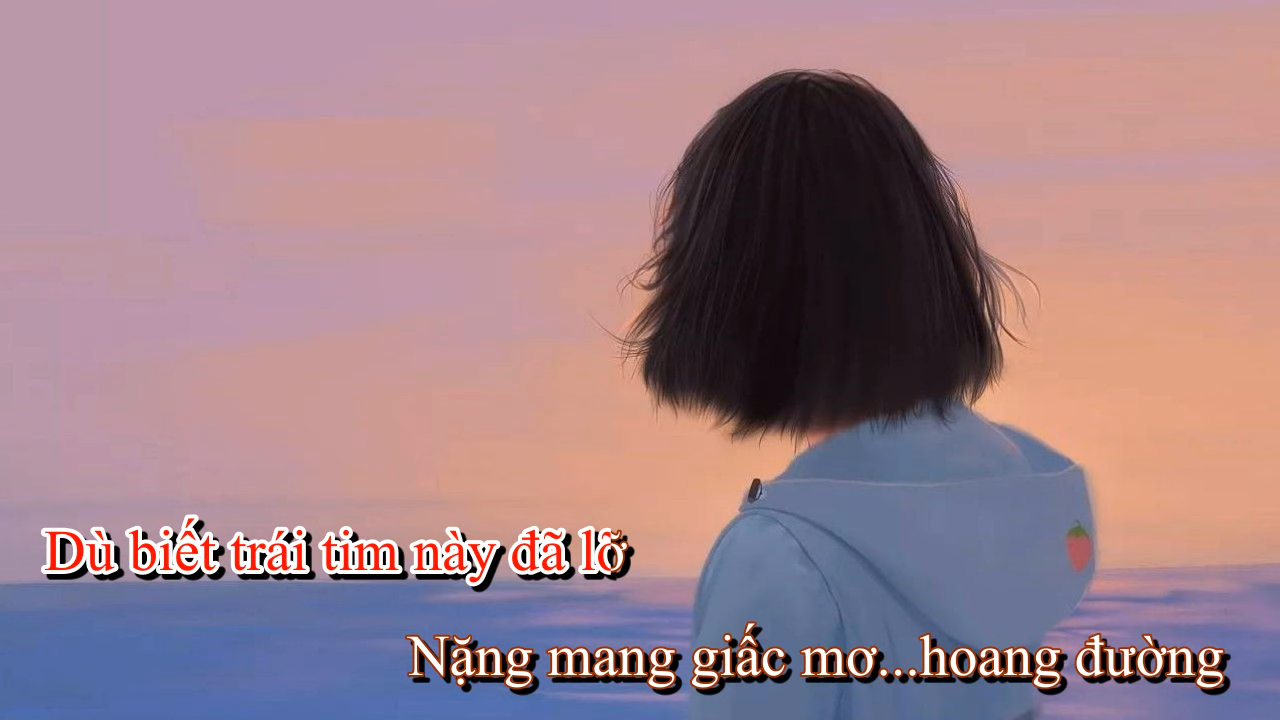 Dù biết trái tim này đã lỡ
Nặng mang giấc mơ...hoang đường